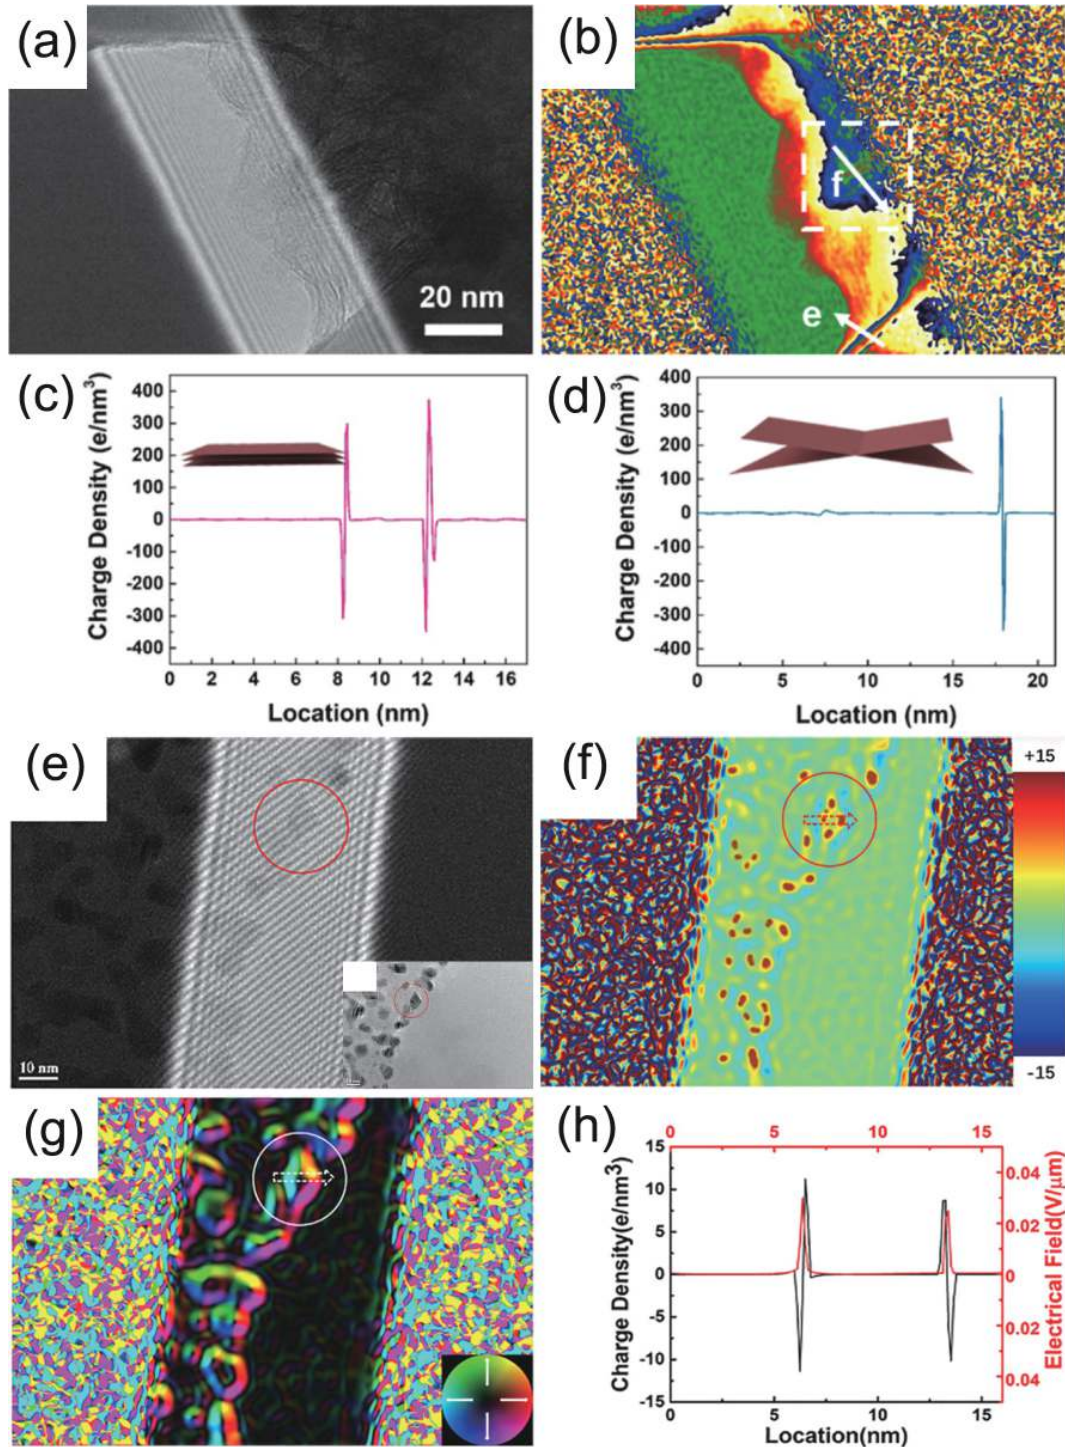 (a)
20 nm
(b)
f
e
(c)
Charge Density (e/nm³)
400
300
200
100
0
-100
-200
-300
-400
0 2 4 6 8 10 12 14 16
Location (nm)
(d)
Charge Density (e/nm³)
400
300
200
100
0
-100
-200
-300
-400
0 5 10 15 20
Location (nm)
(e)
10 nm
(f)
+15
-15
(g)
(h)
0 5 10 15
Charge Density(e/nm³)
15
10
5
0
-5
-10
-15
0.04
0.02
0
0.02
0.04
Electrical Field(V/μm)
0 5 10 15
Location(nm)